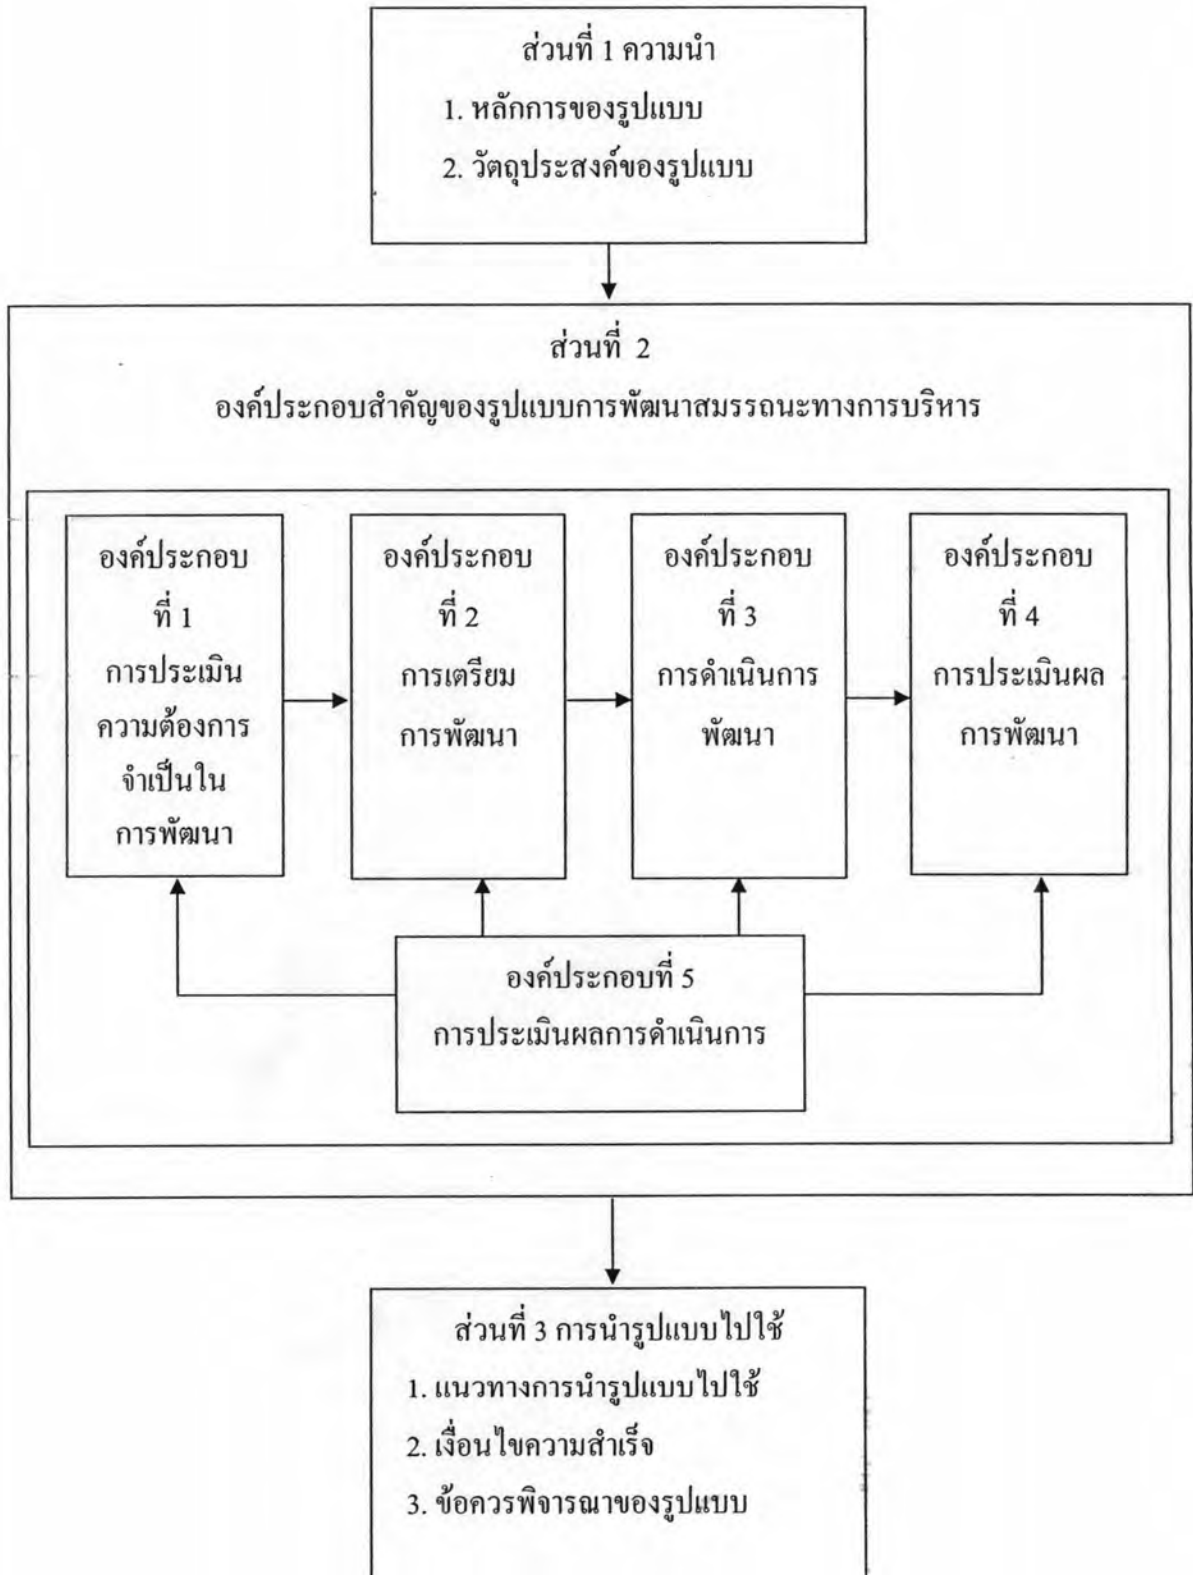 ส่วนที่ 1 ความนำ
1. หลักการของรูปแบบ
2. วัตถุประสงค์ของรูปแบบ
ส่วนที่ 2
องค์ประกอบสำคัญของรูปแบบการพัฒนาสมรรถนะทางการบริหาร
องค์ประกอบ
ที่ 1
การประเมิน
ความต้องการ
จำเป็นใน
การพัฒนา
องค์ประกอบ
ที่ 2
การเตรียม
การพัฒนา
องค์ประกอบ
ที่ 3
การดำเนินการ
พัฒนา
องค์ประกอบ
ที่ 4
การประเมินผล
การพัฒนา
องค์ประกอบที่ 5
การประเมินผลการดำเนินการ
ส่วนที่ 3 การนำรูปแบบไปใช้
1. แนวทางการนำรูปแบบไปใช้
2. เงื่อนไขความสำเร็จ
3. ข้อควรพิจารณาของรูปแบบ